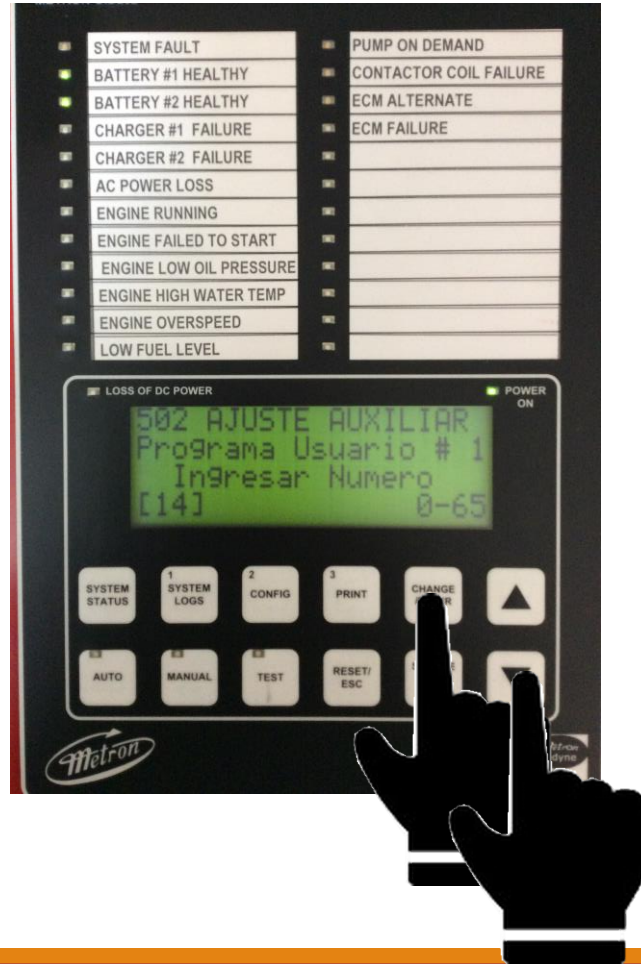 SYSTEM FAULT
BATTERY #1 HEALTHY
BATTERY #2 HEALTHY
CHARGER #1 FAILURE
CHARGER #2 FAILURE
AC POWER LOSS
ENGINE RUNNING
ENGINE FAILED TO START
ENGINE LOW OIL PRESSURE
ENGINE HIGH WATER TEMP
ENGINE OVERSPEED
LOW FUEL LEVEL
PUMP ON DEMAND
CONTACTOR COIL FAILURE
ECM ALTERNATE
ECM FAILURE
LOSS OF DC POWER
POWER
ON
502 AJUSTE AUXILIAR
Programa Usuario # 1
Ingresar Numero
[14] 0-65
SYSTEM
STATUS
1
SYSTEM
LOGS
2
CONFIG
3
PRINT
CHANGE
AUTO
MANUAL
TEST
RESET/
ESC
Metron